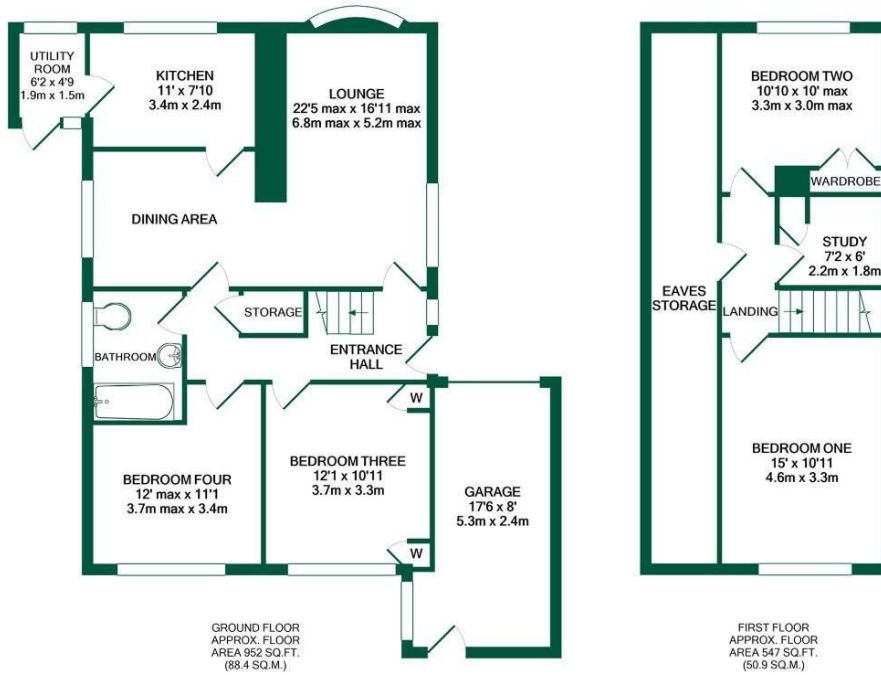 UTILITY
ROOM
6'2 x 4'9
1.9m x 1.5m
KITCHEN
11' x 7'10
3.4m x 2.4m
LOUNGE
22'5 max x 16'11 max
6.8m max x 5.2m max
DINING AREA
STORAGE
BATHROOM
ENTRANCE
HALL
W
BEDROOM FOUR
12' max x 11'1
3.7m max x 3.4m
BEDROOM THREE
12'1 x 10'11
3.7m x 3.3m
W
GARAGE
17'6 x 8'
5.3m x 2.4m
GROUND FLOOR
APPROX. FLOOR
AREA 952 SQ.FT.
(88.4 SQ.M.)
BEDROOM TWO
10'10 x 10' max
3.3m x 3.0m max
WARDROBE
STUDY
7'2 x 6'
2.2m x 1.8m
EAVES
STORAGE
LANDING
BEDROOM ONE
15' x 10'11
4.6m x 3.3m
FIRST FLOOR
APPROX. FLOOR
AREA 547 SQ.FT.
(50.9 SQ.M.)